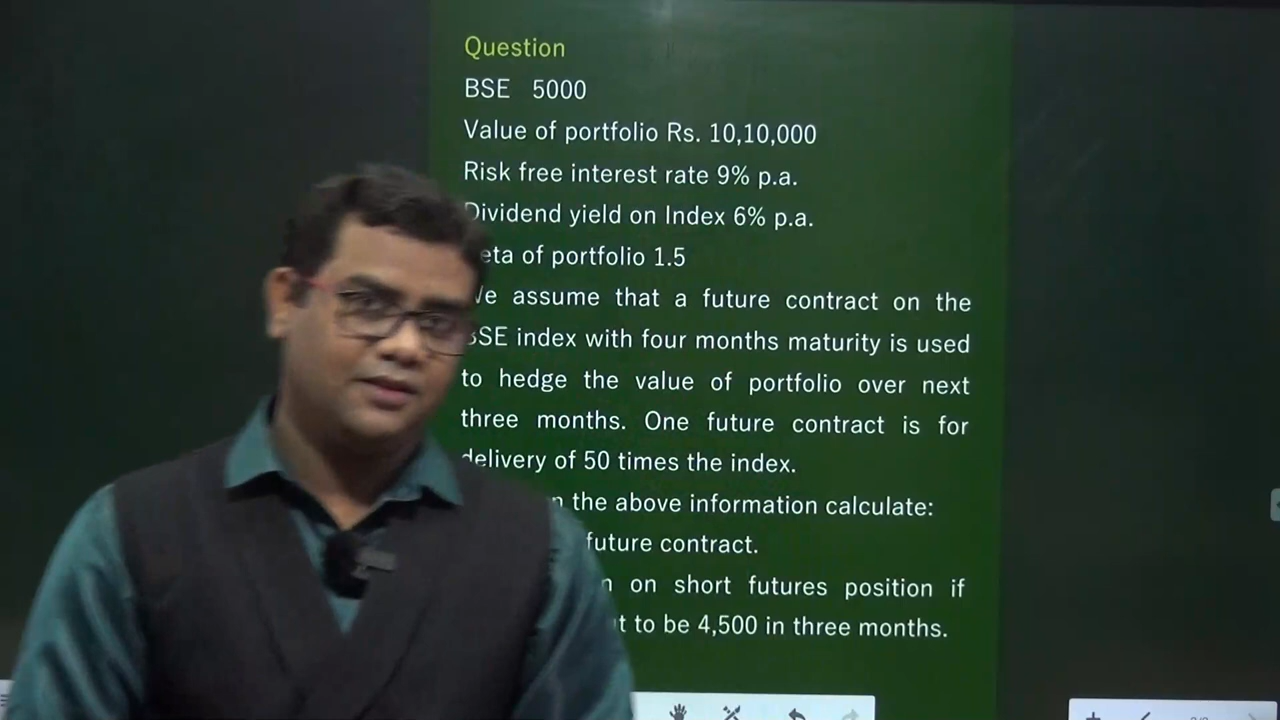 Question
BSE 5000
Value of portfolio Rs. 10,10,000
Risk free interest rate 9% p.a.
Dividend yield on Index 6% p.a.
eta of portfolio 1.5
e assume that a future contract on the
SE index with four months maturity is used
to hedge the value of portfolio over next
three months. One future contract is for
delivery of 50 times the index.
n the above information calculate:
future contract.
n on short futures position if
t to be 4,500 in three months.